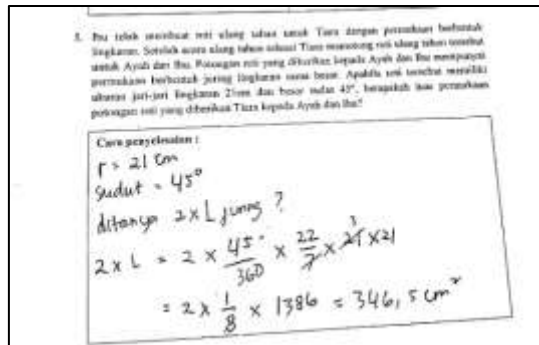 5. Ibu telah membuat roti ulang tahun untuk Tiara dengan permukaan berbentuk
lingkaran. Setelah acara ulang tahun selesai Tiara memotong roti ulang tahun tersebut
untuk Ayah dan Ibu. Potongan roti yang diberikan kepada Ayah dan Ibu mempunyai
permukaan berbentuk juring lingkaran sama besar. Apabila roti tersebut memiliki
ukuran jari-jari lingkaran 21cm dan besar sudut 45°, berapakah luas permukaan
potongan roti yang diberikan Tiara kepada Ayah dan Ibu?
Cara penyelesaian :
r = 21 cm
sudut = 45°
ditanya 2 x L juring ?
2 x L = 2 x 45°/360 x 22/7 x 21 x 21 3
= 2 x 1/8 x 1386 = 346,5 cm²